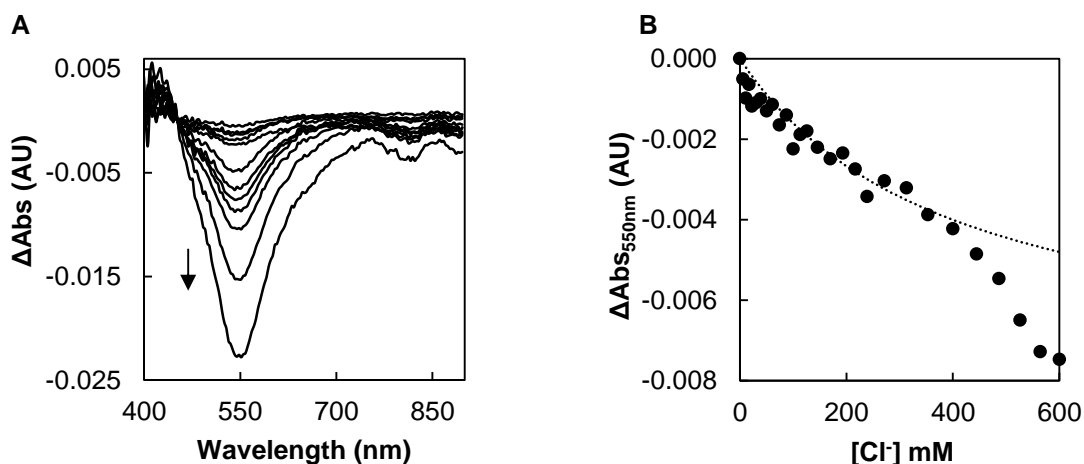 A
ΔAbs (AU)
0.005
-0.005
-0.015
-0.025
400 550 700 850
Wavelength (nm)
B
ΔAbs550nm (AU)
0.000
-0.002
-0.004
-0.006
-0.008
0 200 400 600
[Cl-] mM